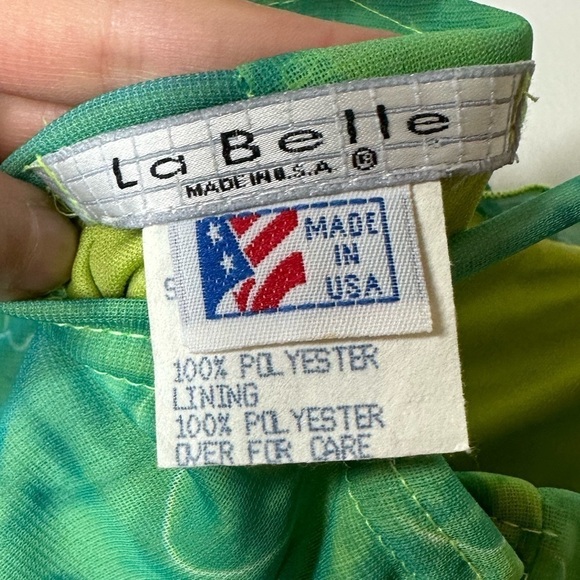 La Belle
MADE IN U.S.A ®
MADE
IN
USA
S
100% POLYESTER
LINING
100% POLYESTER
OVER FOR CARE